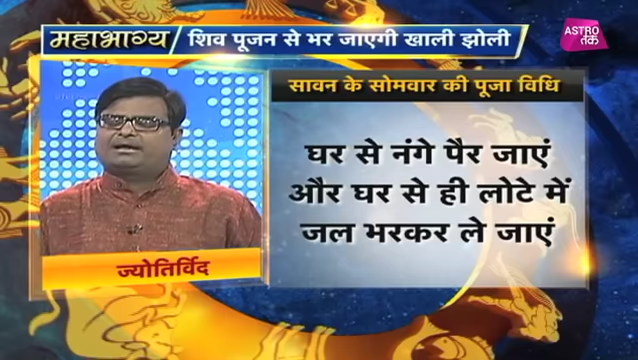 महाभाग्य
शिव पूजन से भर जाएगी खाली झोली
ASTRO
तक
सावन के सोमवार की पूजा विधि
घर से नंगे पैर जाएं
और घर से ही लोटे में
जल भरकर ले जाएं
ज्योतिर्विद